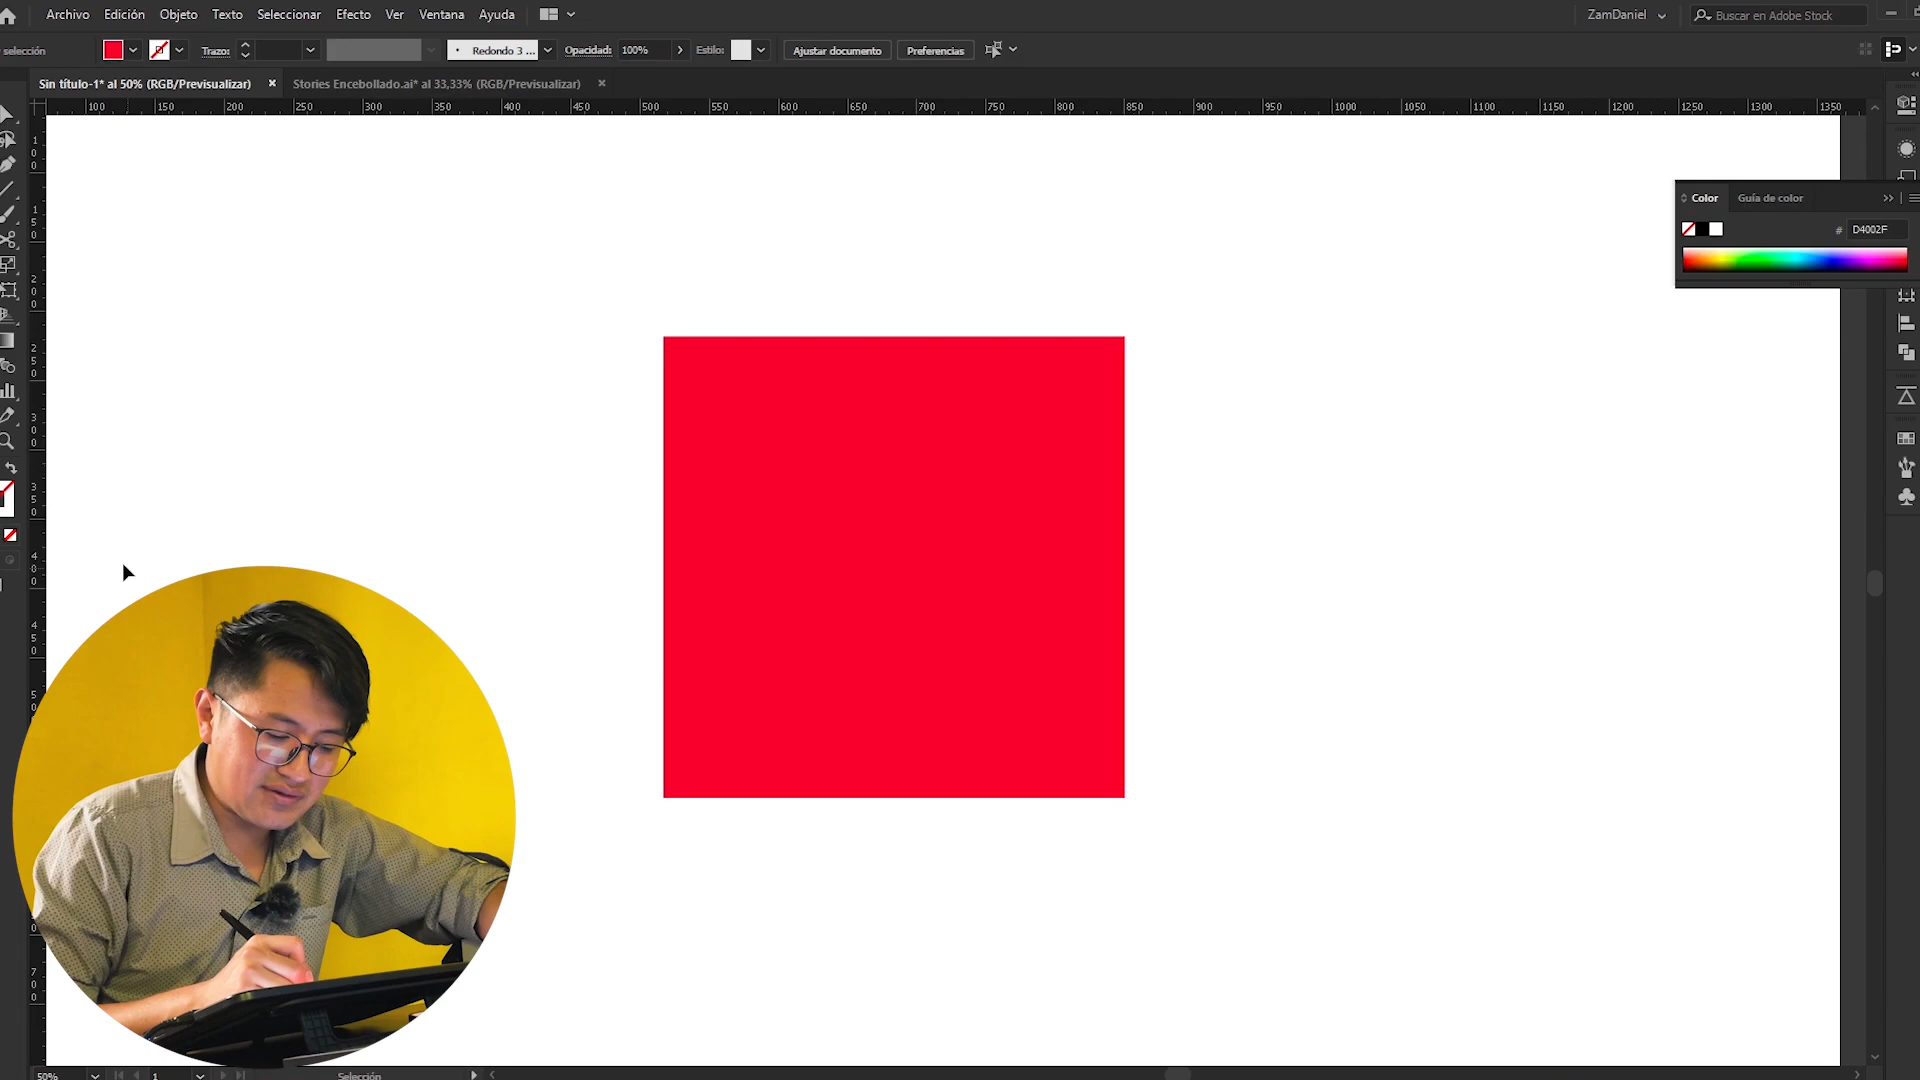 Archivo Edición Objeto Texto Seleccionar Efecto Ver Ventana Ayuda ZamDaniel Buscar en Adobe Stock
selección Trazo: Redondo 3 ... Opacidad: 100% Estilo: Ajustar documento Preferencias
Sin título-1* al 50% (RGB/Previsualizar) × Stories Encebollado.ai* al 33,33% (RGB/Previsualizar) ×
100 150 200 250 300 350 400 450 500 550 600 650 700 750 800 850 900 950 1000 1050 1100 1150 1200 1250 1300 1350
100
150
200
250
300
350
400
450
700
Color Guía de color
# D4002F
50% 1 Selección